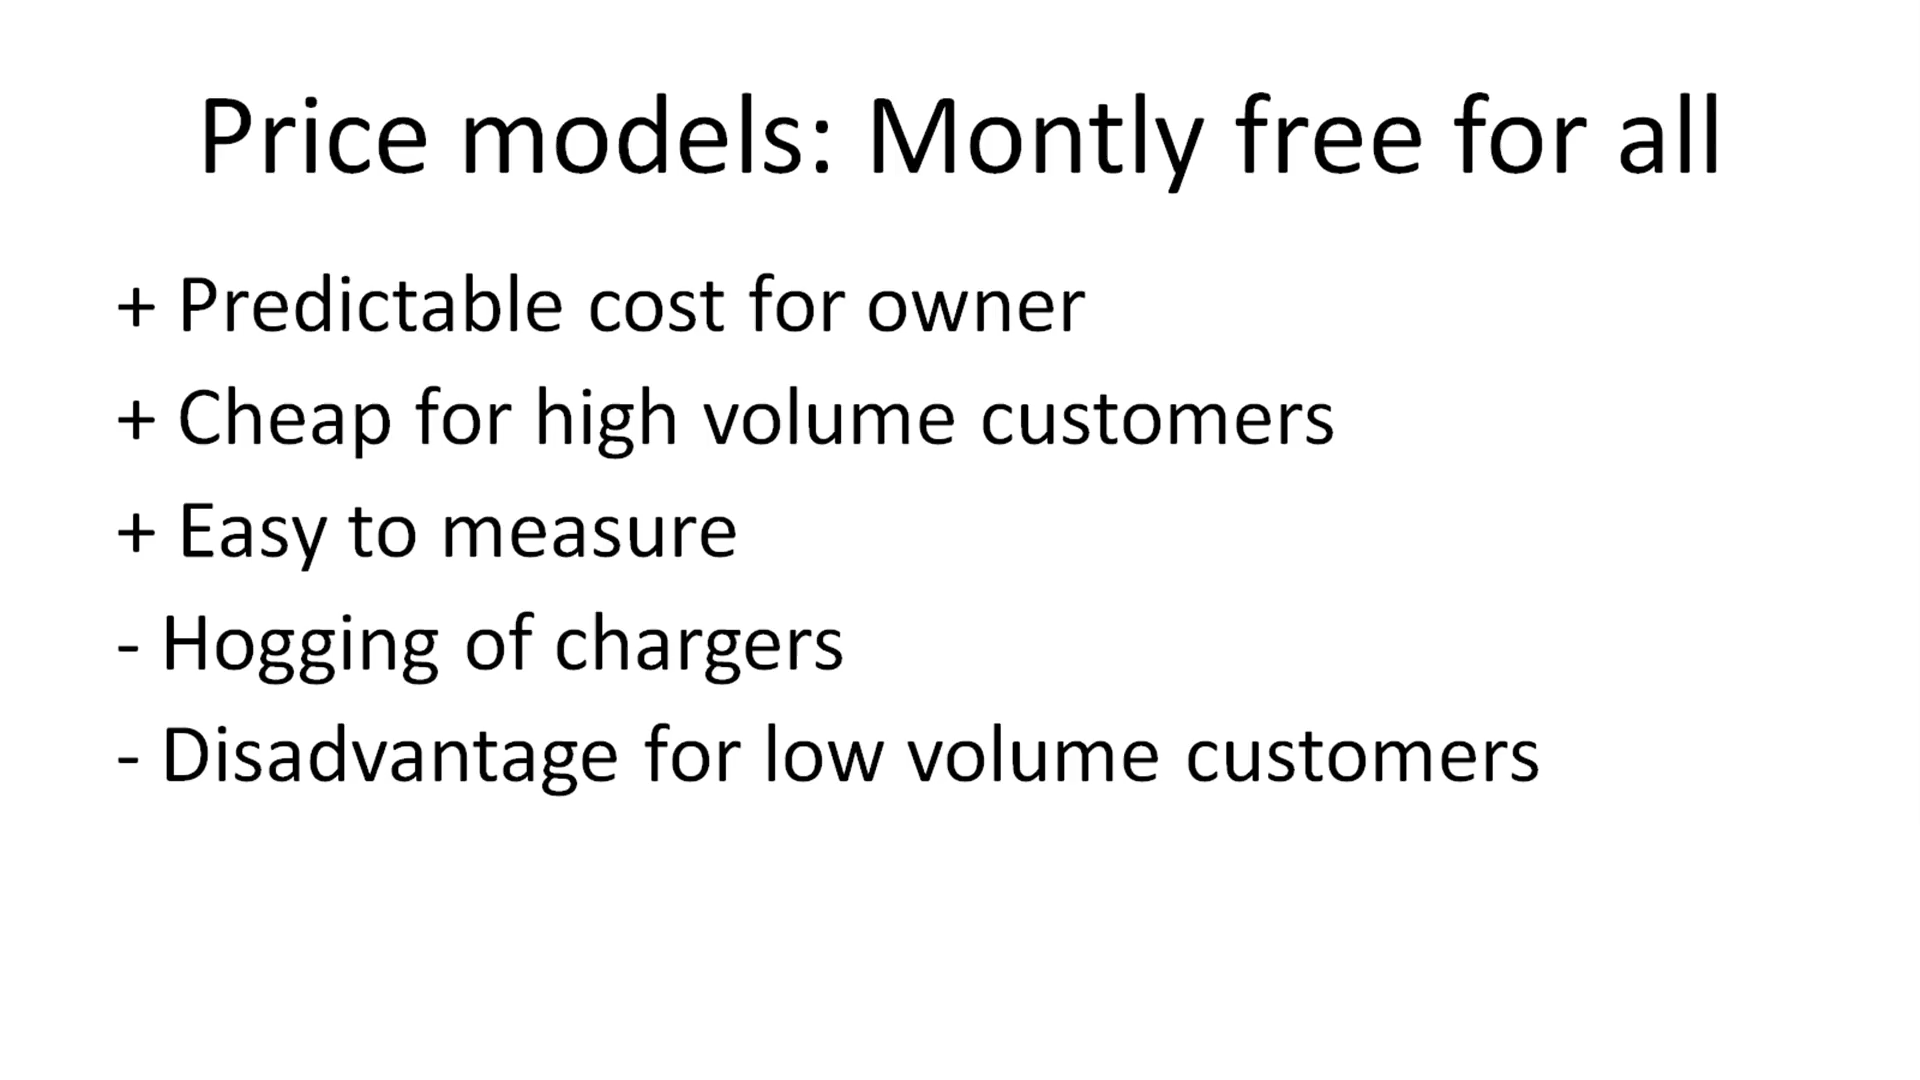 Price models: Montly free for all
+ Predictable cost for owner
+ Cheap for high volume customers
+ Easy to measure
- Hogging of chargers
- Disadvantage for low volume customers